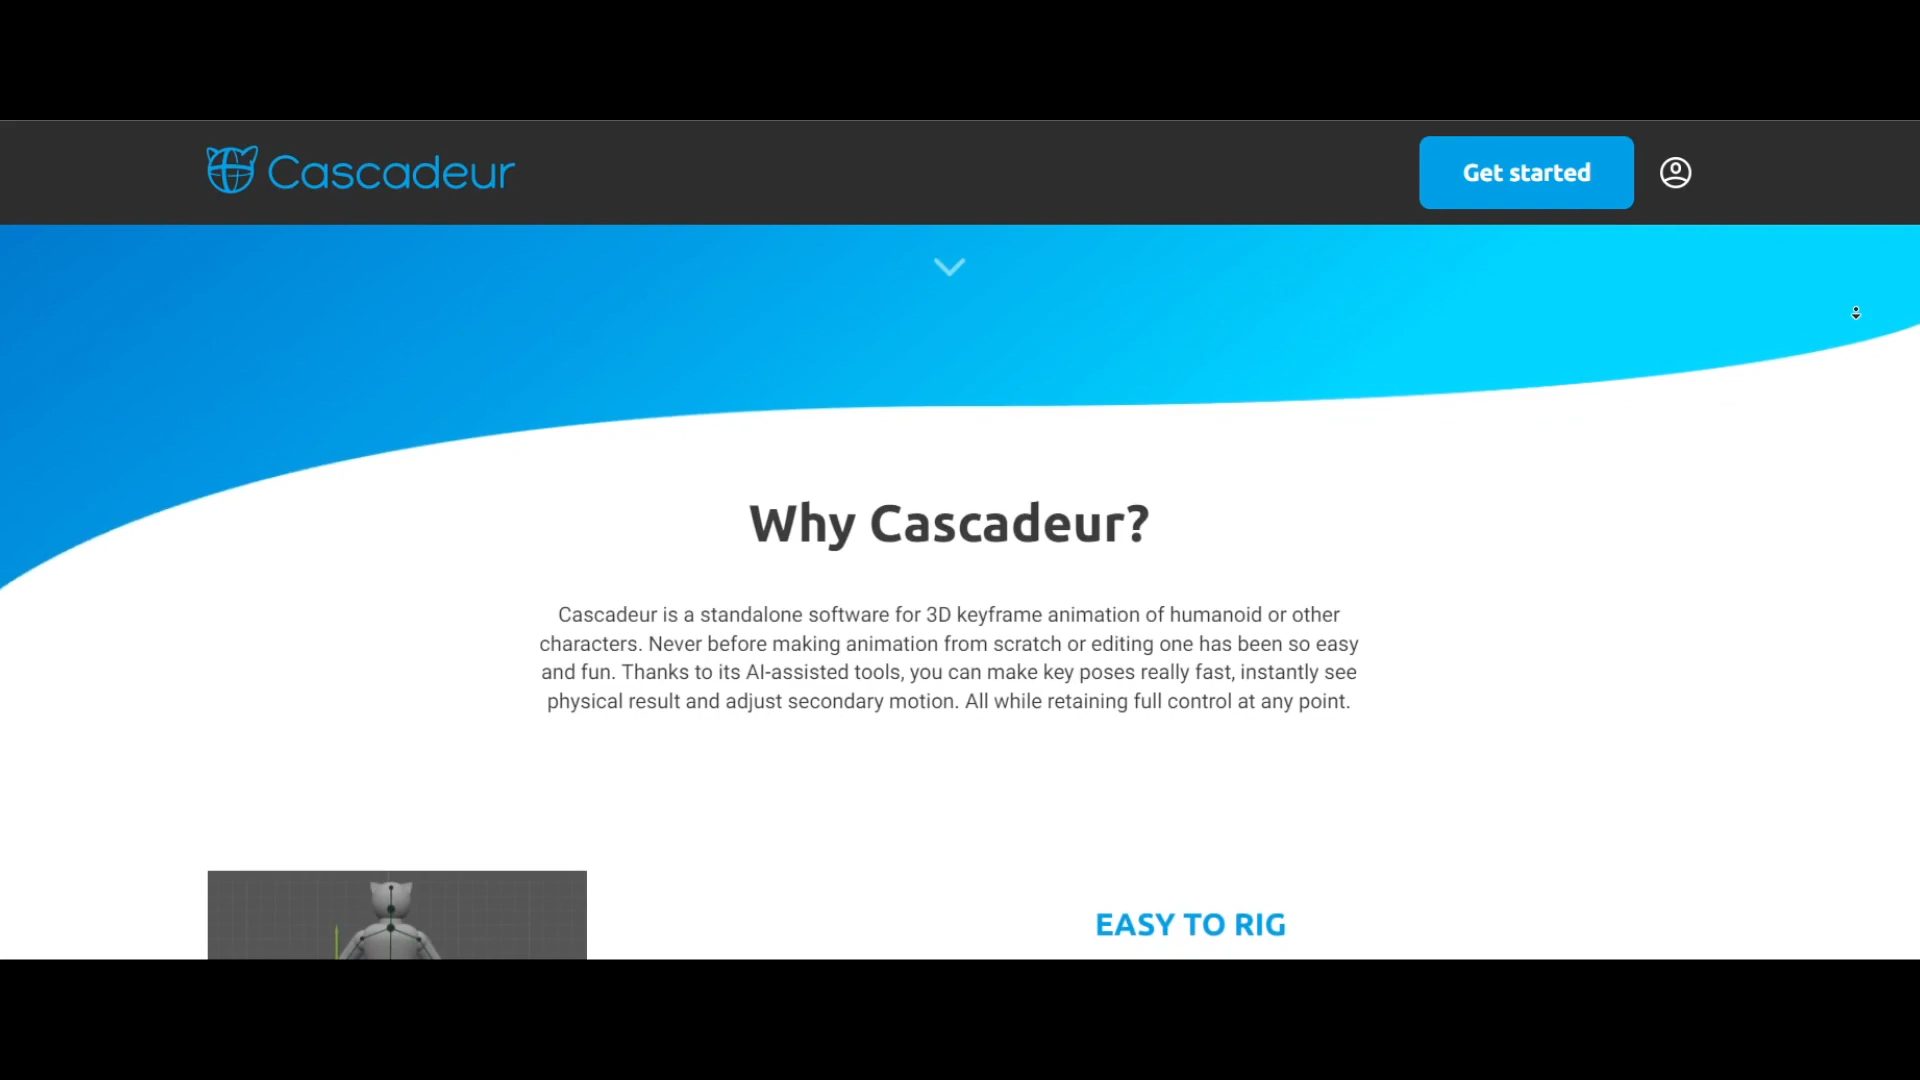 Cascadeur
Get started
Why Cascadeur?
Cascadeur is a standalone software for 3D keyframe animation of humanoid or other
characters. Never before making animation from scratch or editing one has been so easy
and fun. Thanks to its AI-assisted tools, you can make key poses really fast, instantly see
physical result and adjust secondary motion. All while retaining full control at any point.
EASY TO RIG